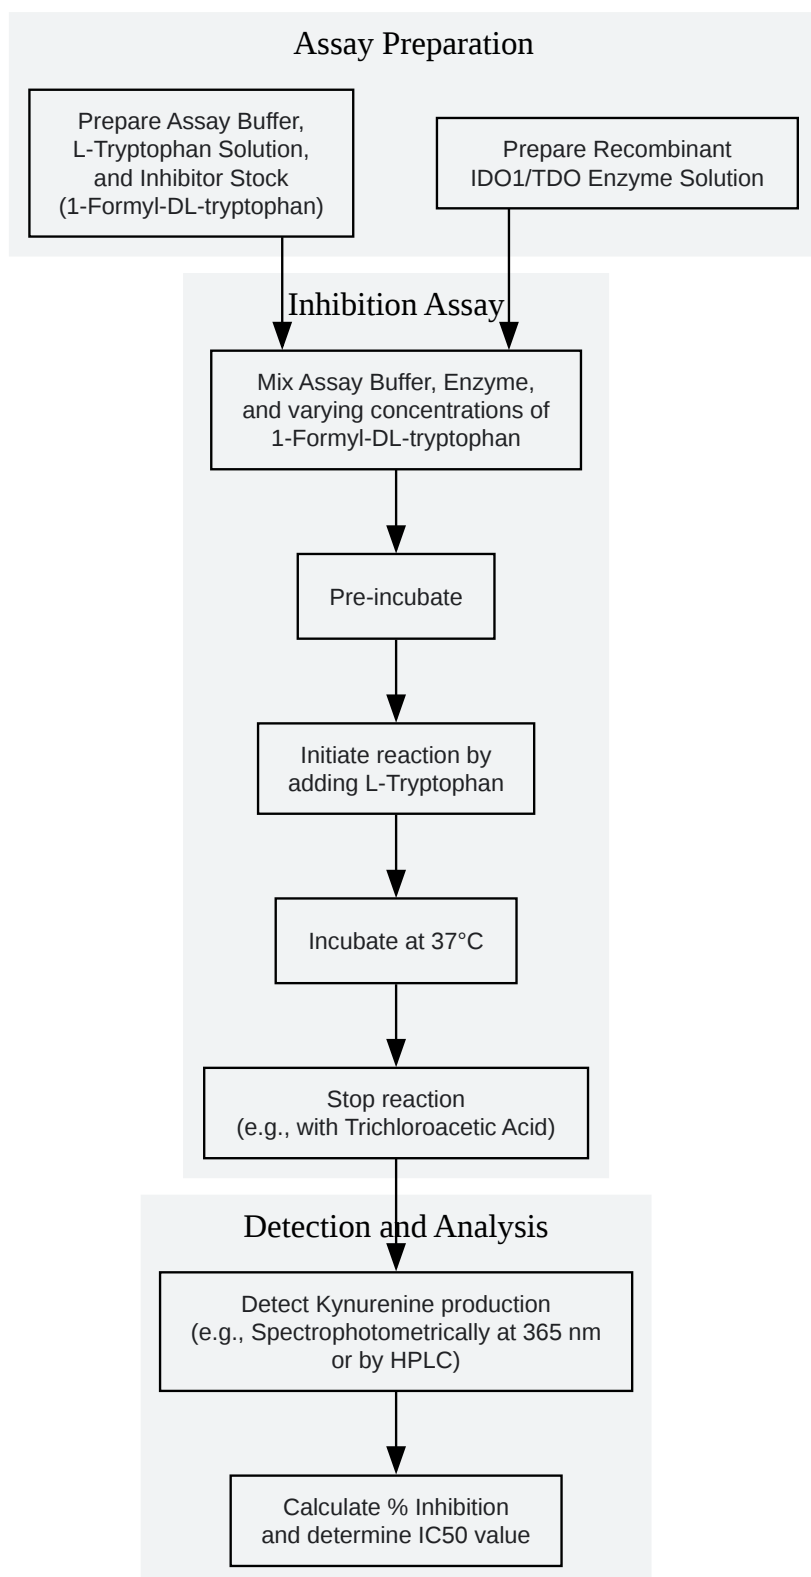 Assay Preparation
Prepare Assay Buffer,
L-Tryptophan Solution,
and Inhibitor Stock
(1-Formyl-DL-tryptophan)
Prepare Recombinant
IDO1/TDO Enzyme Solution
Inhibition Assay
Mix Assay Buffer, Enzyme,
and varying concentrations of
1-Formyl-DL-tryptophan
Pre-incubate
Initiate reaction by
adding L-Tryptophan
Incubate at 37°C
Stop reaction
(e.g., with Trichloroacetic Acid)
Detection and Analysis
Detect Kynurenine production
(e.g., Spectrophotometrically at 365 nm
or by HPLC)
Calculate % Inhibition
and determine IC50 value